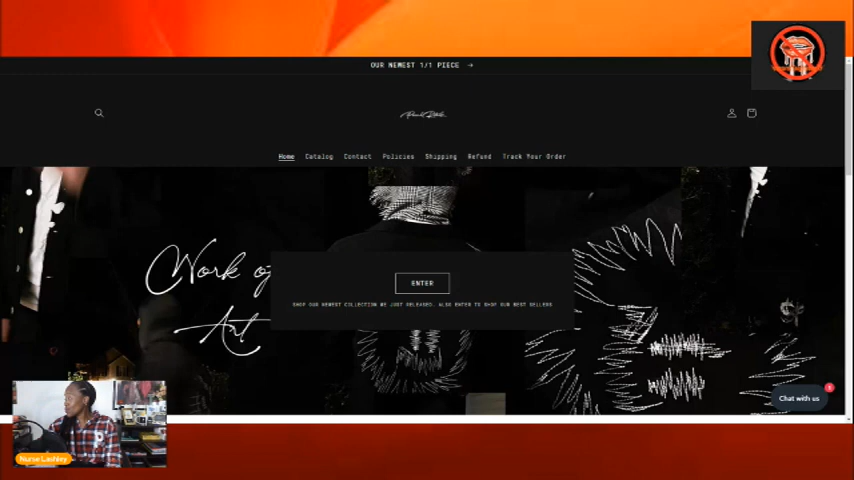 OUR NEWEST 1/1 PIECE →
Home Catalog Contact Policies Shipping Refund Track Your Order
Work of
Art
ENTER
SHOP OUR NEWEST COLLECTION WE JUST RELEASED. ALSO ENTER TO SHOP OUR BEST SELLERS
$
Chat with us
3
Nurse Lashley